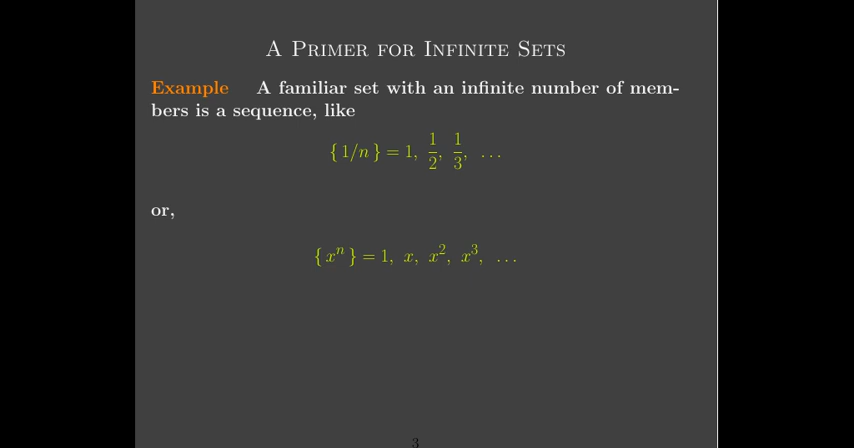 A Primer for Infinite Sets
Example A familiar set with an infinite number of mem-
bers is a sequence, like
{ 1/n } = 1, 1/2, 1/3, ...
or,
{ x^n } = 1, x, x^2, x^3, ...
3